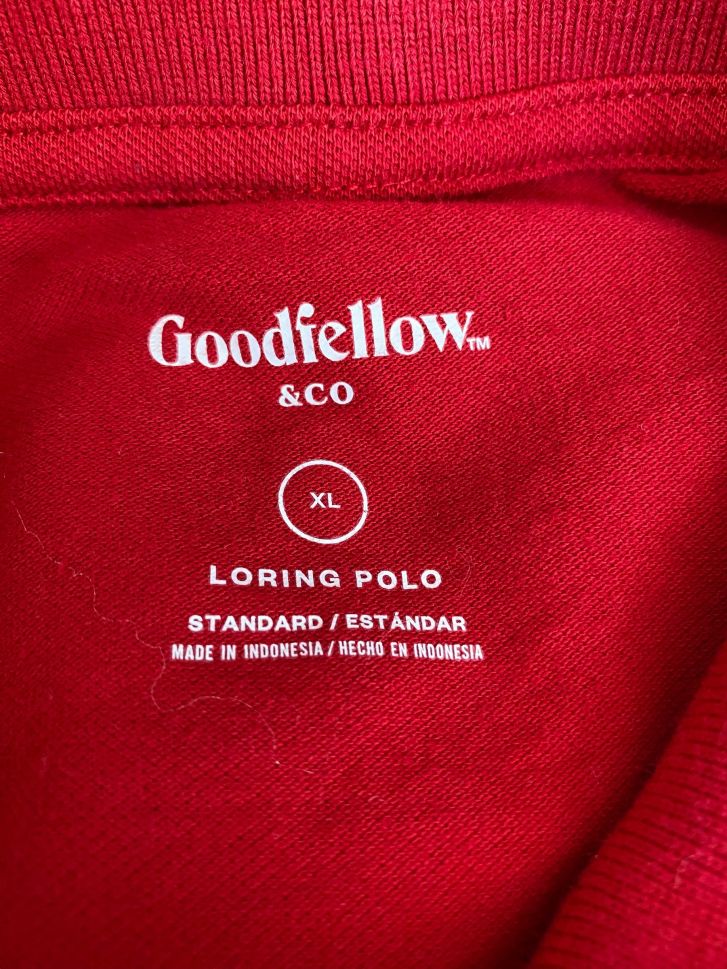 Goodfellow™
&CO
XL
LORING POLO
STANDARD / ESTÁNDAR
MADE IN INDONESIA / HECHO EN INDONESIA